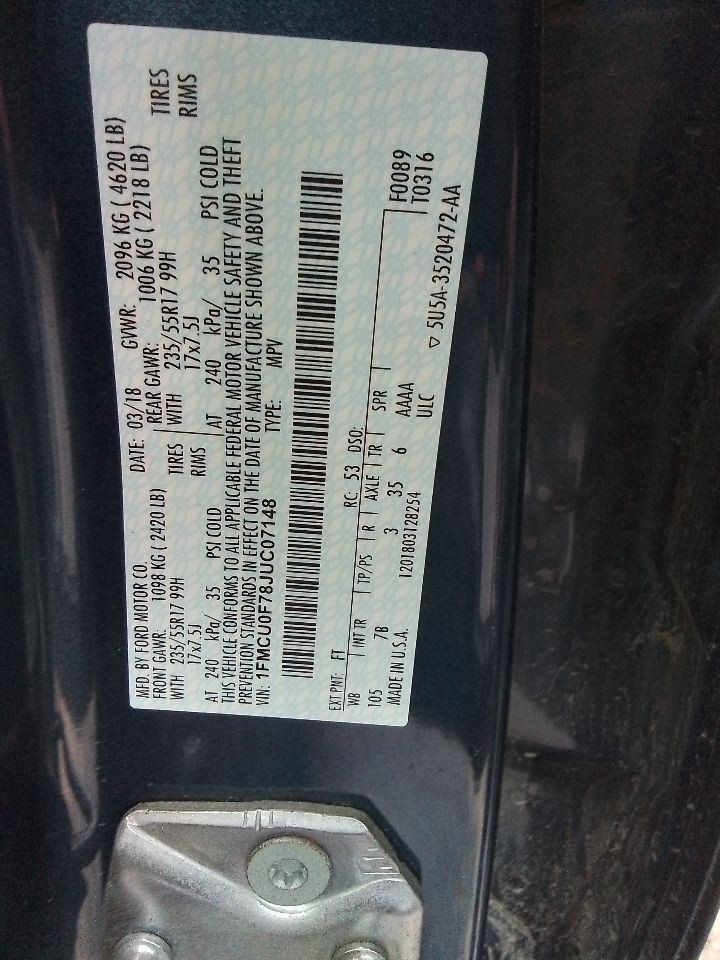 MFD. BY FORD MOTOR CO. DATE: 03/18 GVWR: 2096 KG ( 4620 LB)
FRONT GAWR: 1098 KG ( 2420 LB) REAR GAWR: 1006 KG ( 2218 LB)
WITH 235/55R17 99H TIRES WITH 235/55R17 99H TIRES
17x7.5J RIMS 17x7.5J RIMS
AT 240 kPa/ 35 PSI COLD AT 240 kPa/ 35 PSI COLD
THIS VEHICLE CONFORMS TO ALL APPLICABLE FEDERAL MOTOR VEHICLE SAFETY AND THEFT
PREVENTION STANDARDS IN EFFECT ON THE DATE OF MANUFACTURE SHOWN ABOVE.
VIN: 1FMCU0F78JUC07148 TYPE: MPV
EXT PNT: FT RC: 53 DSO: F0089
WB INT TR TP/PS R AXLE TR SPR T0316
105 7B 3 35 6 AAAA
MADE IN U.S.A. 1201803128254 ULC
▽ 5U5A-3520472-AA